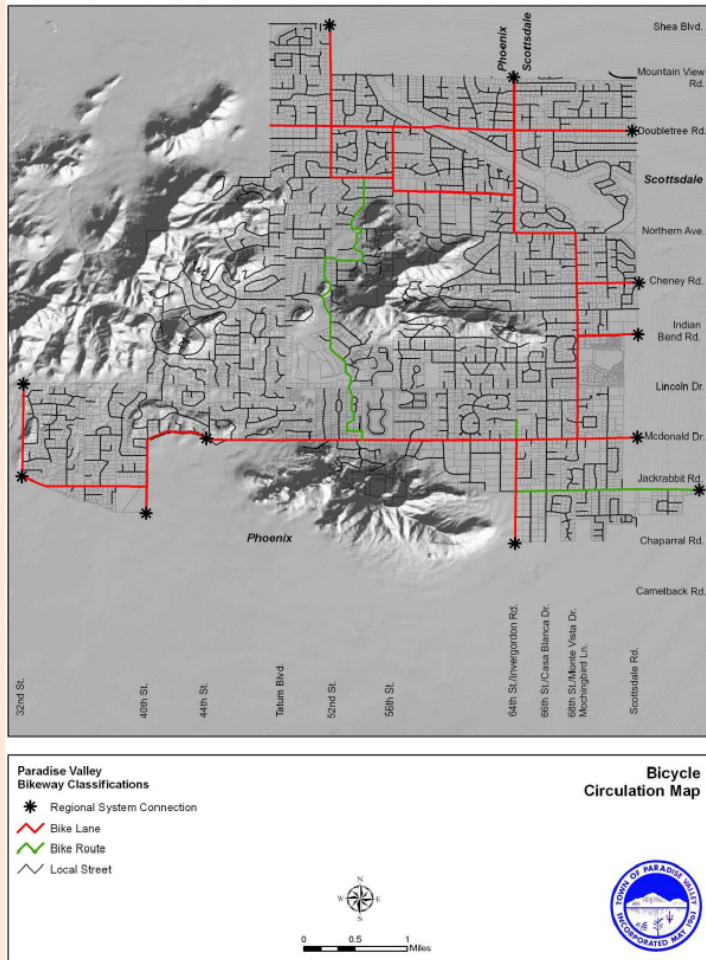 Shea Blvd.
Phoenix
Scottsdale
Mountain View
Rd.
Doubletree Rd.
Scottsdale
Northern Ave.
Cheney Rd.
Indian
Bend Rd.
Lincoln Dr.
Mcdonald Dr.
Jackrabbit Rd.
Phoenix
Chaparral Rd.
Camelback Rd.
32nd St.
40th St.
44th St.
Tatum Blvd.
52nd St.
56th St.
64th St./Invergordon Rd.
66th St./Casa Blanca Dr.
68th St./Monte Vista Dr.
Mochingbird Ln.
Scottsdale Rd.
Paradise Valley
Bikeway Classifications
Regional System Connection
Bike Lane
Bike Route
Local Street
Bicycle
Circulation Map
N
W E
S
0 0.5 1
Miles
TOWN OF PARADISE VALLEY
INCORPORATED MAY 1961